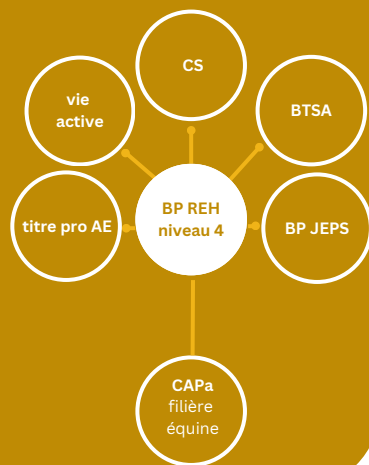 CS
vie
active
BTSA
titre pro AE
BP REH
niveau 4
BP JEPS
CAPa
filière
équine